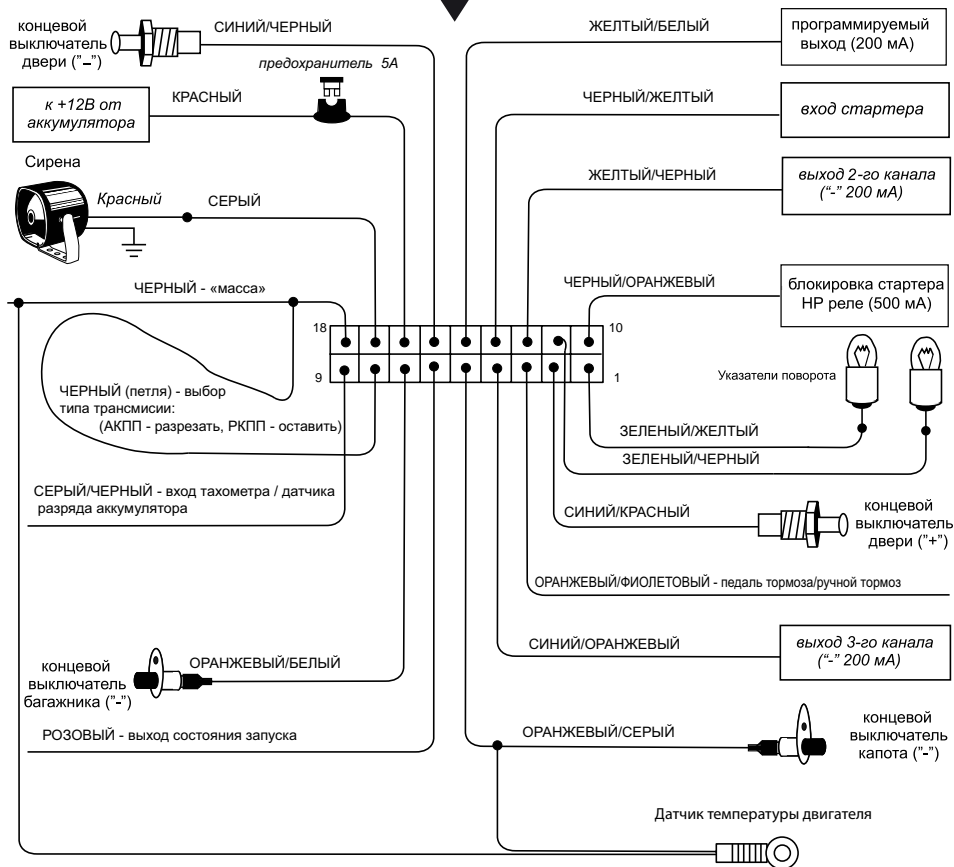 концевой
выключатель
двери ("–")
СИНИЙ/ЧЕРНЫЙ
предохранитель 5А
к +12В от
аккумулятора
КРАСНЫЙ
Сирена
Красный
СЕРЫЙ
ЧЕРНЫЙ - «масса»
18
10
9
1
ЧЕРНЫЙ (петля) - выбор
типа трансмисии:
(АКПП - разрезать, РКПП - оставить)
СЕРЫЙ/ЧЕРНЫЙ - вход тахометра / датчика
разряда аккумулятора
концевой
выключатель
багажника ("-")
ОРАНЖЕВЫЙ/БЕЛЫЙ
РОЗОВЫЙ - выход состояния запуска
ЖЕЛТЫЙ/БЕЛЫЙ
программируемый
выход (200 мА)
ЧЕРНЫЙ/ЖЕЛТЫЙ
вход стартера
ЖЕЛТЫЙ/ЧЕРНЫЙ
выход 2-го канала
("-" 200 мА)
ЧЕРНЫЙ/ОРАНЖЕВЫЙ
блокировка стартера
НР реле (500 мА)
Указатели поворота
ЗЕЛЕНЫЙ/ЖЕЛТЫЙ
ЗЕЛЕНЫЙ/ЧЕРНЫЙ
СИНИЙ/КРАСНЫЙ
концевой
выключатель
двери ("+")
ОРАНЖЕВЫЙ/ФИОЛЕТОВЫЙ - педаль тормоза/ручной тормоз
СИНИЙ/ОРАНЖЕВЫЙ
выход 3-го канала
("-" 200 мА)
ОРАНЖЕВЫЙ/СЕРЫЙ
концевой
выключатель
капота ("-")
Датчик температуры двигателя